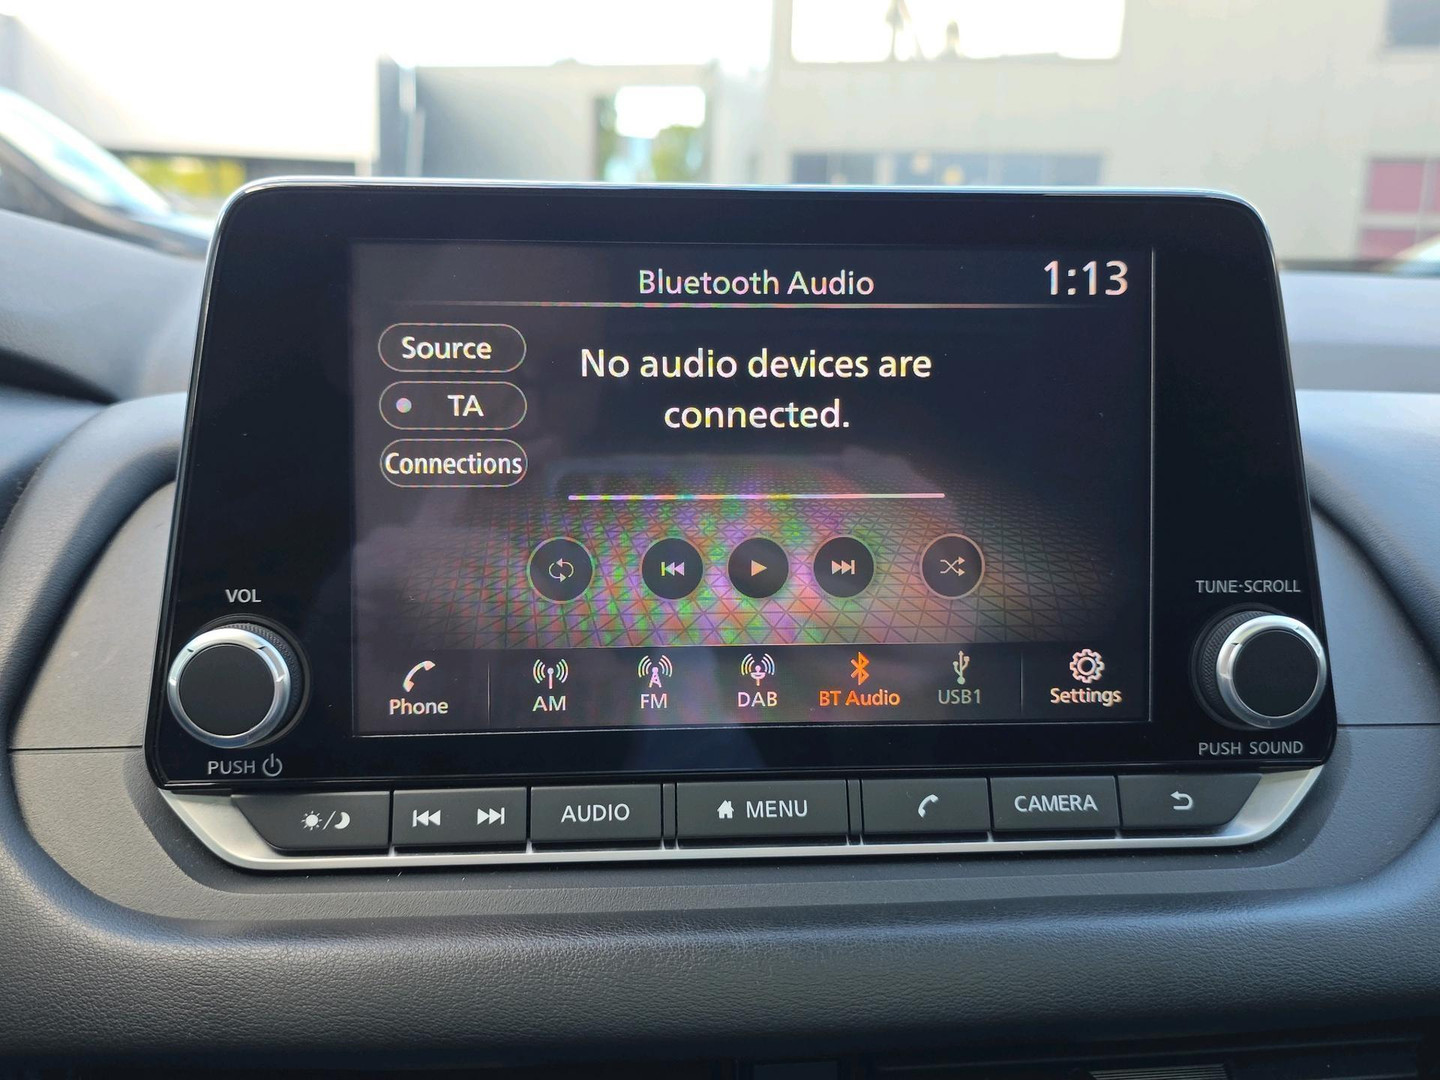 Bluetooth Audio
1:13
Source
TA
Connections
No audio devices are
connected.
Phone
AM
FM
DAB
BT Audio
USB1
Settings
VOL
PUSH
TUNE·SCROLL
PUSH SOUND
AUDIO
MENU
CAMERA